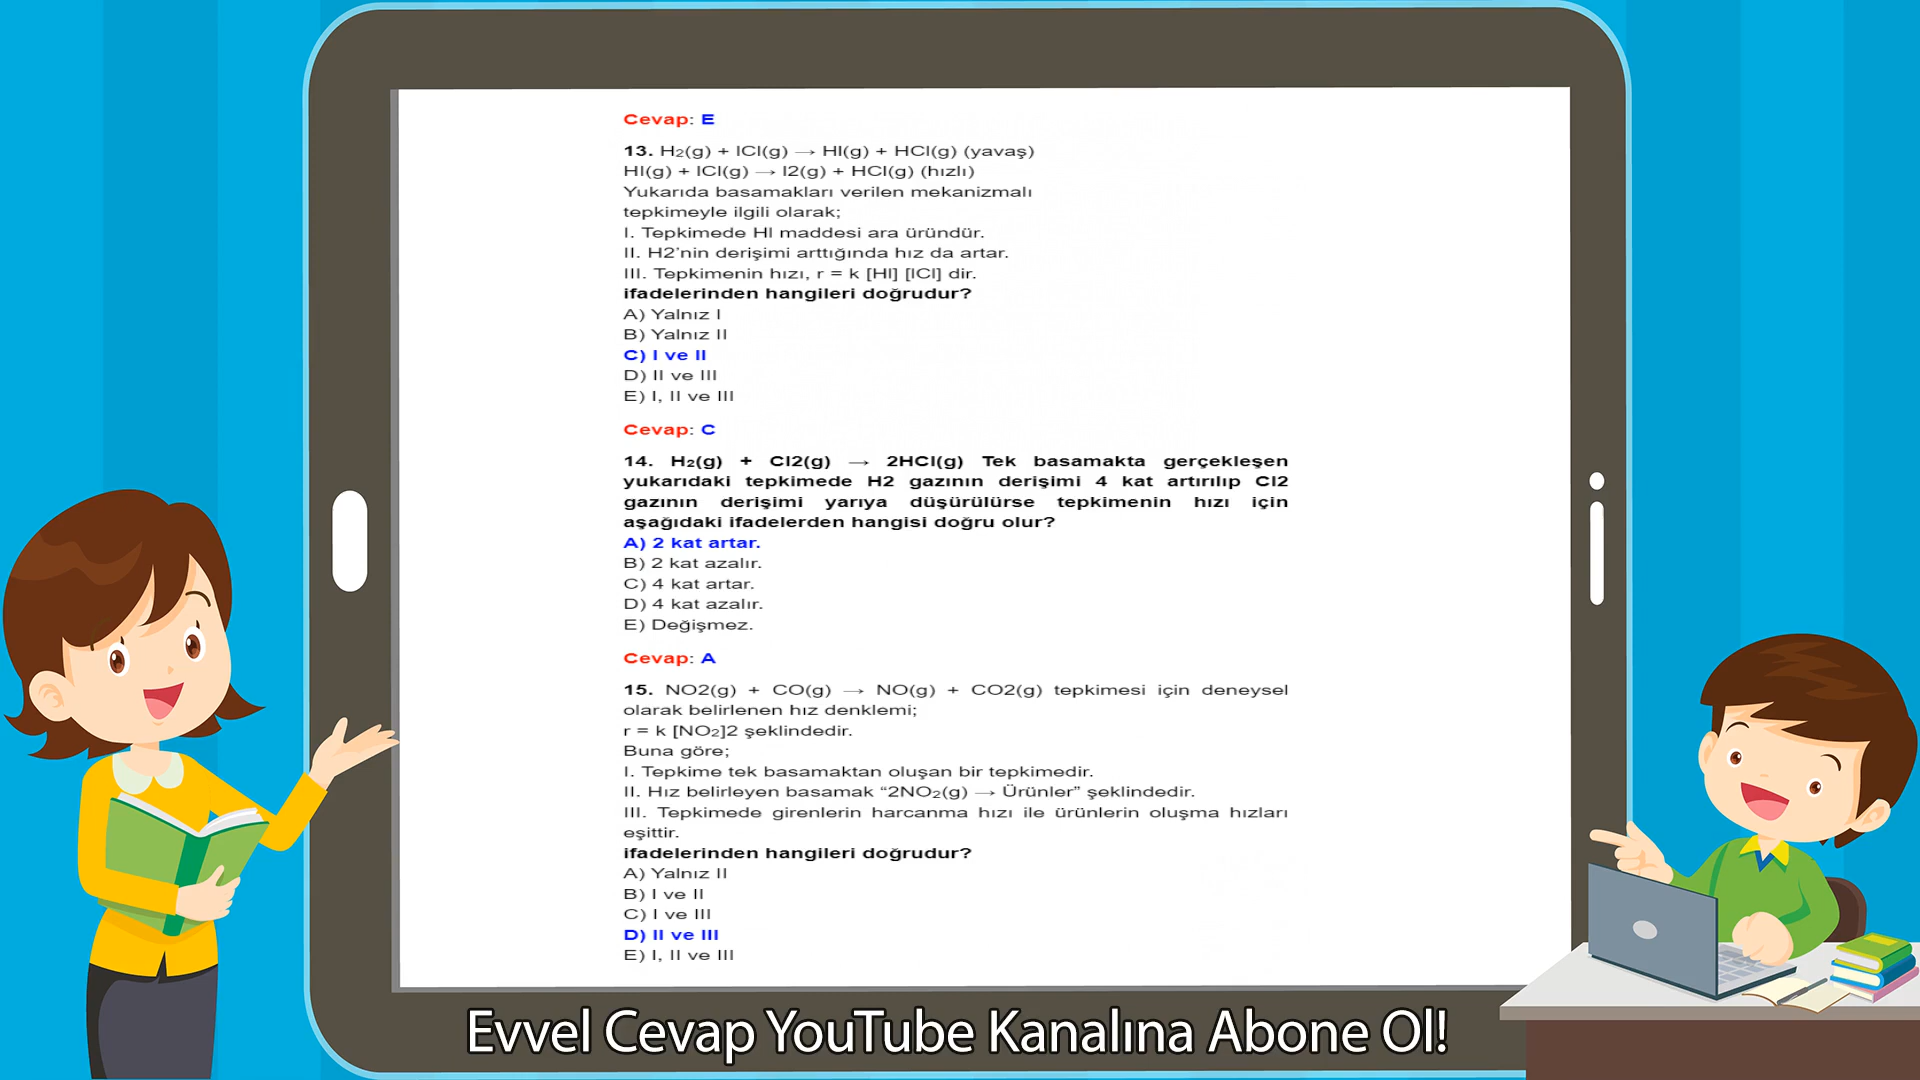 Cevap: E
13. H₂(g) + ICl(g) → HI(g) + HCl(g) (yavaş)
HI(g) + ICl(g) → I2(g) + HCl(g) (hızlı)
Yukarıda basamakları verilen mekanizmalı
tepkimeyle ilgili olarak;
I. Tepkimede HI maddesi ara üründür.
II. H2’nin derişimi arttığında hız da artar.
III. Tepkimenin hızı, r = k [HI] [ICl] dir.
ifadelerinden hangileri doğrudur?
A) Yalnız I
B) Yalnız II
C) I ve II
D) II ve III
E) I, II ve III
Cevap: C
14. H₂(g) + Cl2(g) → 2HCl(g) Tek basamakta gerçekleşen
yukarıdaki tepkimede H2 gazının derişimi 4 kat artırılıp Cl2
gazının derişimi yarıya düşürülürse tepkimenin hızı için
aşağıdaki ifadelerden hangisi doğru olur?
A) 2 kat artar.
B) 2 kat azalır.
C) 4 kat artar.
D) 4 kat azalır.
E) Değişmez.
Cevap: A
15. NO2(g) + CO(g) → NO(g) + CO2(g) tepkimesi için deneysel
olarak belirlenen hız denklemi;
r = k [NO₂]2 şeklindedir.
Buna göre;
I. Tepkime tek basamaktan oluşan bir tepkimedir.
II. Hız belirleyen basamak “2NO₂(g) → Ürünler” şeklindedir.
III. Tepkimede girenlerin harcanma hızı ile ürünlerin oluşma hızları
eşittir.
ifadelerinden hangileri doğrudur?
A) Yalnız II
B) I ve II
C) I ve III
D) II ve III
E) I, II ve III
Evvel Cevap YouTube Kanalına Abone Ol!